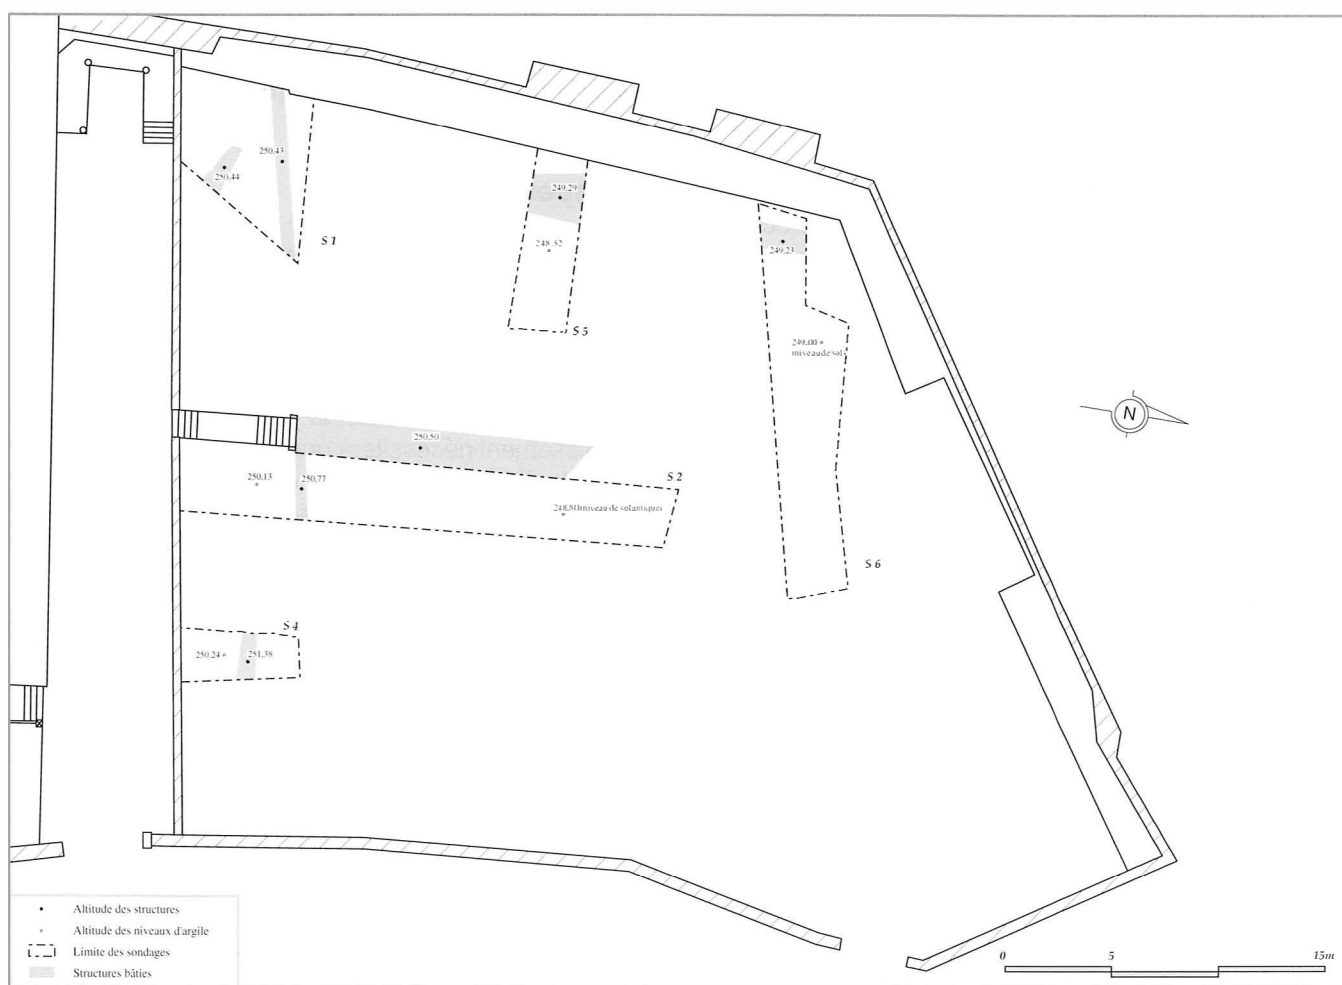 250.43
250.44
S 1
249.29
248.52
S 5
249.23
249.00
niveau de sol
N
250.50
250.13
250.77
S 2
248.80 niveau de sol antique
S 6
S 4
250.24
251.38
Altitude des structures
Altitude des niveaux d'argile
Limite des sondages
Structures bâties
0 5 15m